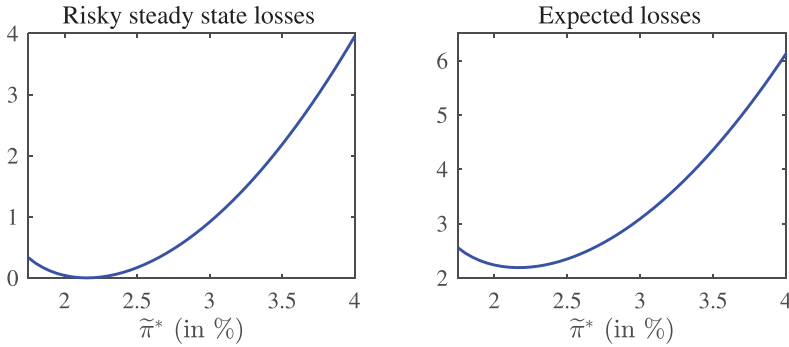 Risky steady state losses
4
3
2
1
0
2 2.5 3 3.5 4
π̃* (in %)
Expected losses
6
5
4
3
2
2 2.5 3 3.5 4
π̃* (in %)